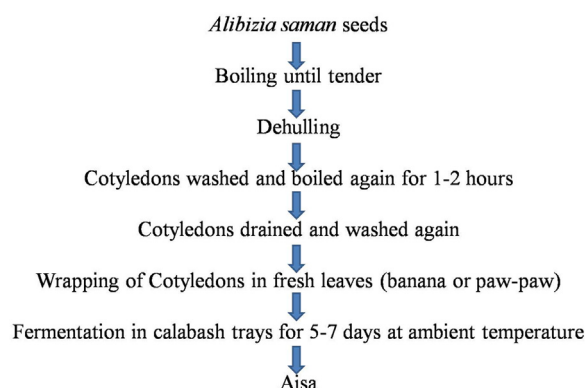 Alibizia saman seeds
Boiling until tender
Dehulling
Cotyledons washed and boiled again for 1-2 hours
Cotyledons drained and washed again
Wrapping of Cotyledons in fresh leaves (banana or paw-paw)
Fermentation in calabash trays for 5-7 days at ambient temperature
Aisa